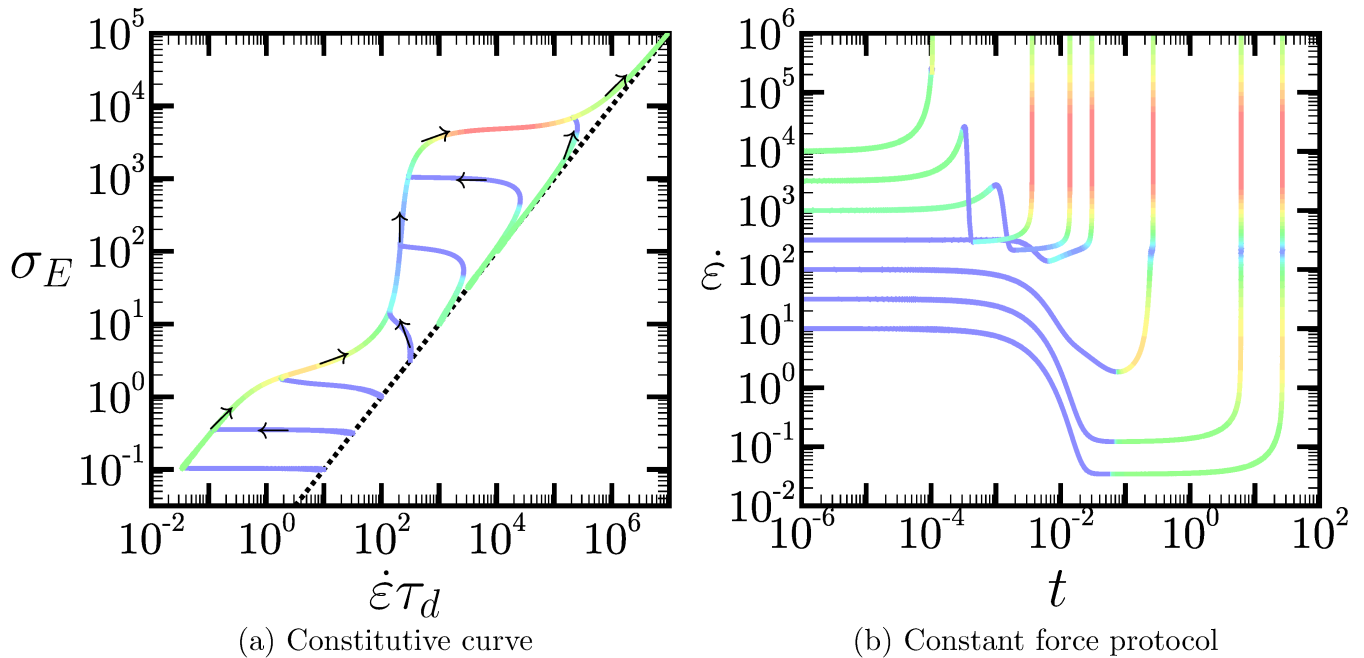 10^5
10^4
10^3
10^2
10^1
10^0
10^-1
σ_E
10^-2 10^0 10^2 10^4 10^6
ε̇τ_d
(a) Constitutive curve
10^6
10^5
10^4
10^3
10^2
10^1
10^0
10^-1
10^-2
ε̇
10^-6 10^-4 10^-2 10^0 10^2
t
(b) Constant force protocol